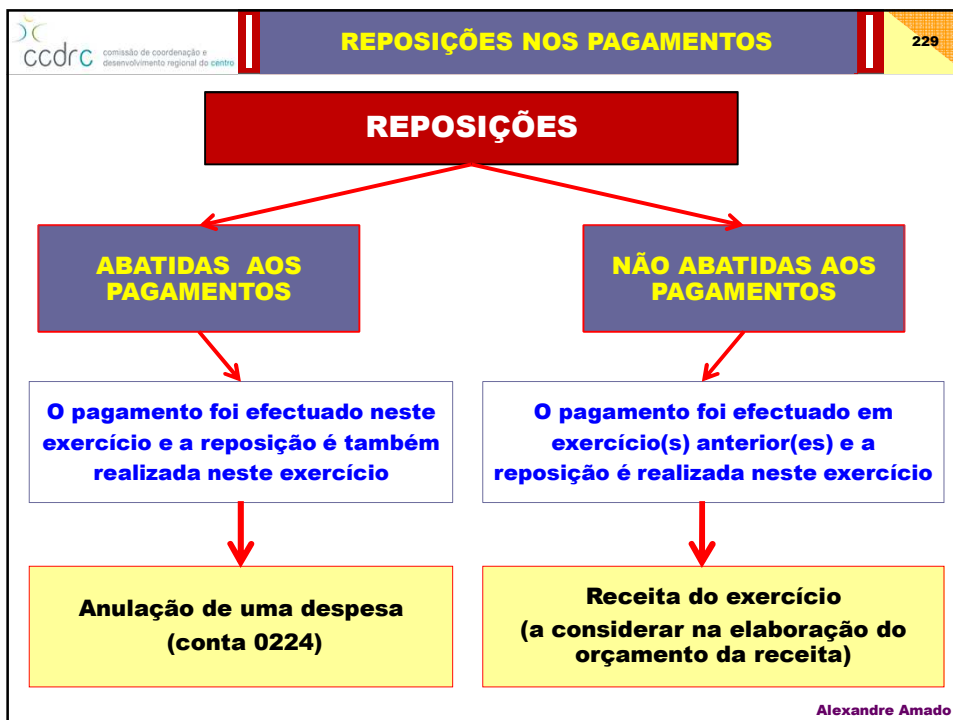 ccdrc comissão de coordenação e
desenvolvimento regional do centro
REPOSIÇÕES NOS PAGAMENTOS
229
REPOSIÇÕES
ABATIDAS AOS
PAGAMENTOS
NÃO ABATIDAS AOS
PAGAMENTOS
O pagamento foi efectuado neste
exercício e a reposição é também
realizada neste exercício
O pagamento foi efectuado em
exercício(s) anterior(es) e a
reposição é realizada neste exercício
Anulação de uma despesa
(conta 0224)
Receita do exercício
(a considerar na elaboração do
orçamento da receita)
Alexandre Amado